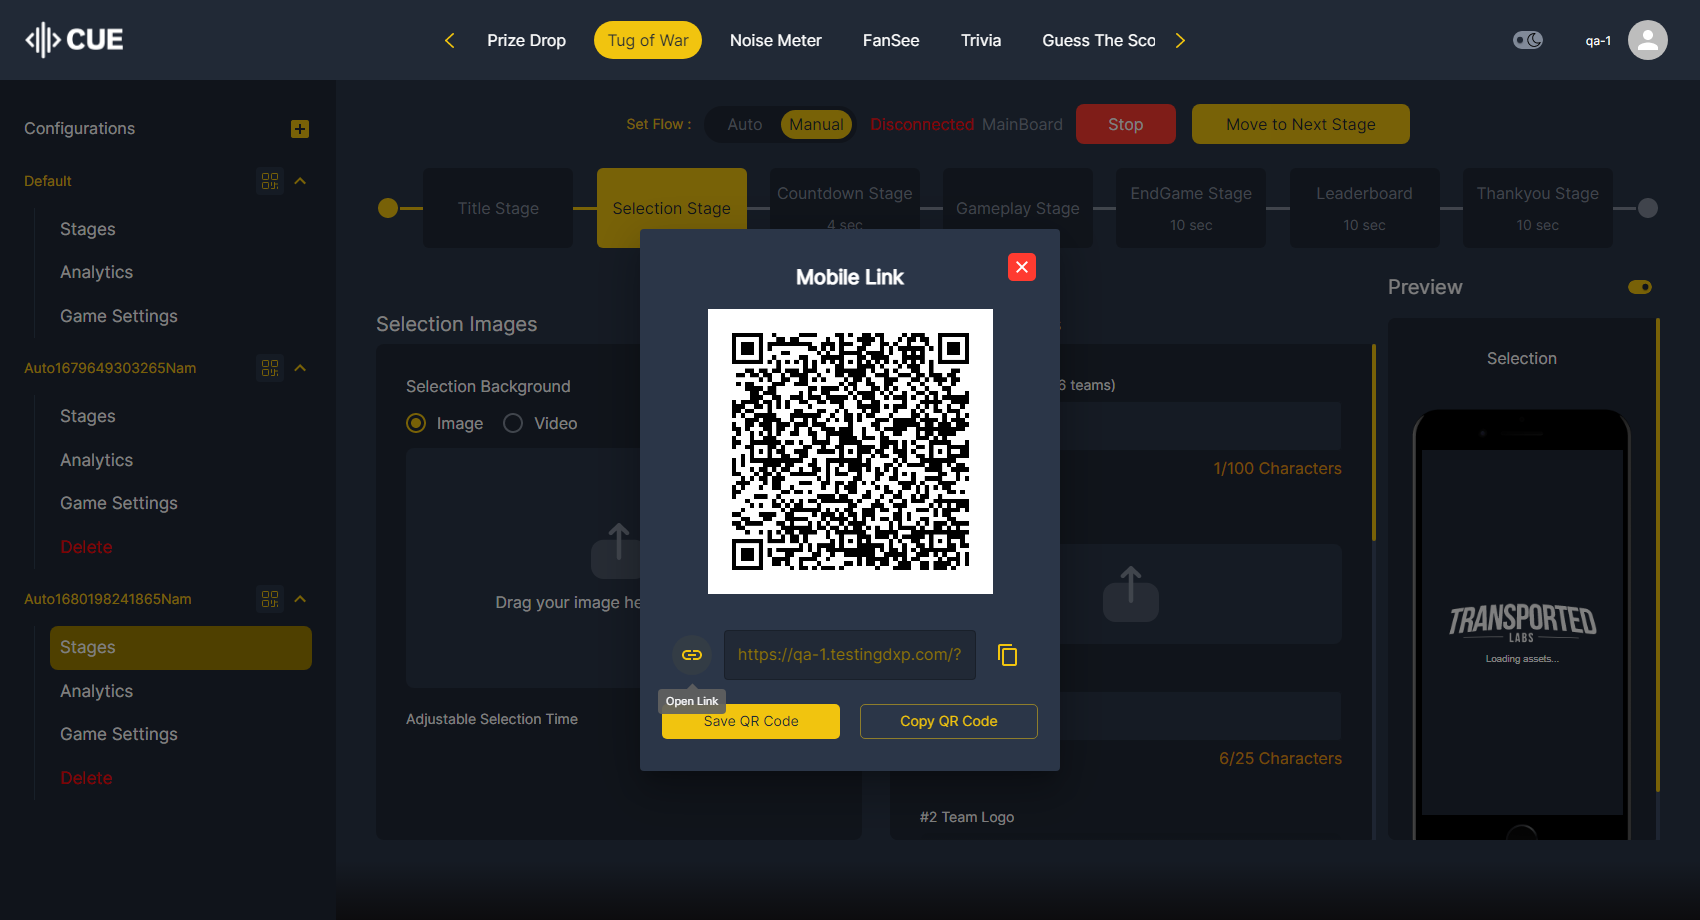 CUE
Prize Drop
Tug of War
Noise Meter
FanSee
Trivia
Guess The Sco
qa-1
Configurations
Default
Stages
Analytics
Game Settings
Auto1679649303265Nam
Stages
Analytics
Game Settings
Delete
Auto1680198241865Nam
Stages
Analytics
Game Settings
Delete
Set Flow :
Auto
Manual
Disconnected MainBoard
Stop
Move to Next Stage
Title Stage
Selection Stage
Countdown Stage
4 sec
Gameplay Stage
EndGame Stage
10 sec
Leaderboard
10 sec
Thankyou Stage
10 sec
Selection Images
Selection Background
Image
Video
Drag your image he
Adjustable Selection Time
Mobile Link
https://qa-1.testingdxp.com/?
Open Link
Save QR Code
Copy QR Code
6 teams)
1/100 Characters
6/25 Characters
#2 Team Logo
Preview
Selection
TRANSPORTED
LABS
Loading assets...